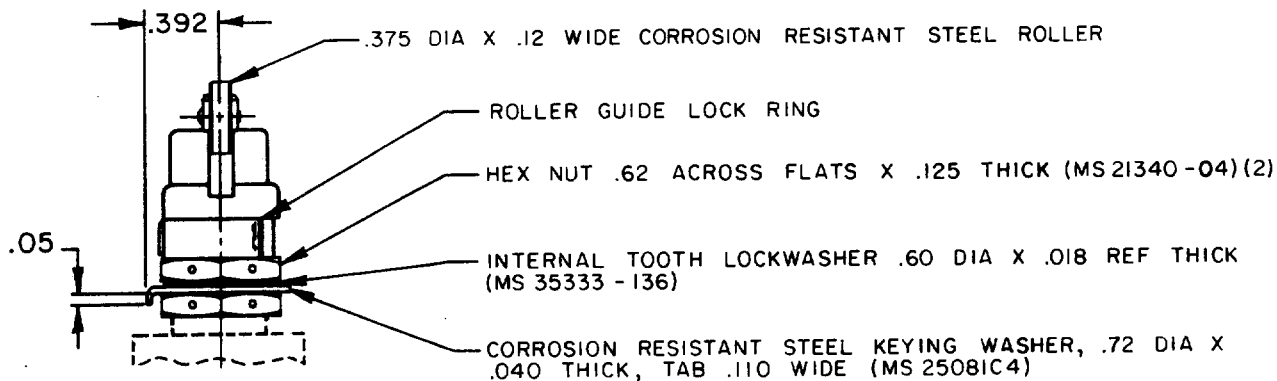 .392
.375 DIA X .12 WIDE CORROSION RESISTANT STEEL ROLLER
ROLLER GUIDE LOCK RING
HEX NUT .62 ACROSS FLATS X .125 THICK (MS 21340-04)(2)
.05
INTERNAL TOOTH LOCKWASHER .60 DIA X .018 REF THICK
(MS 35333-136)
CORROSION RESISTANT STEEL KEYING WASHER, .72 DIA X
.040 THICK, TAB .110 WIDE (MS 25081C4)